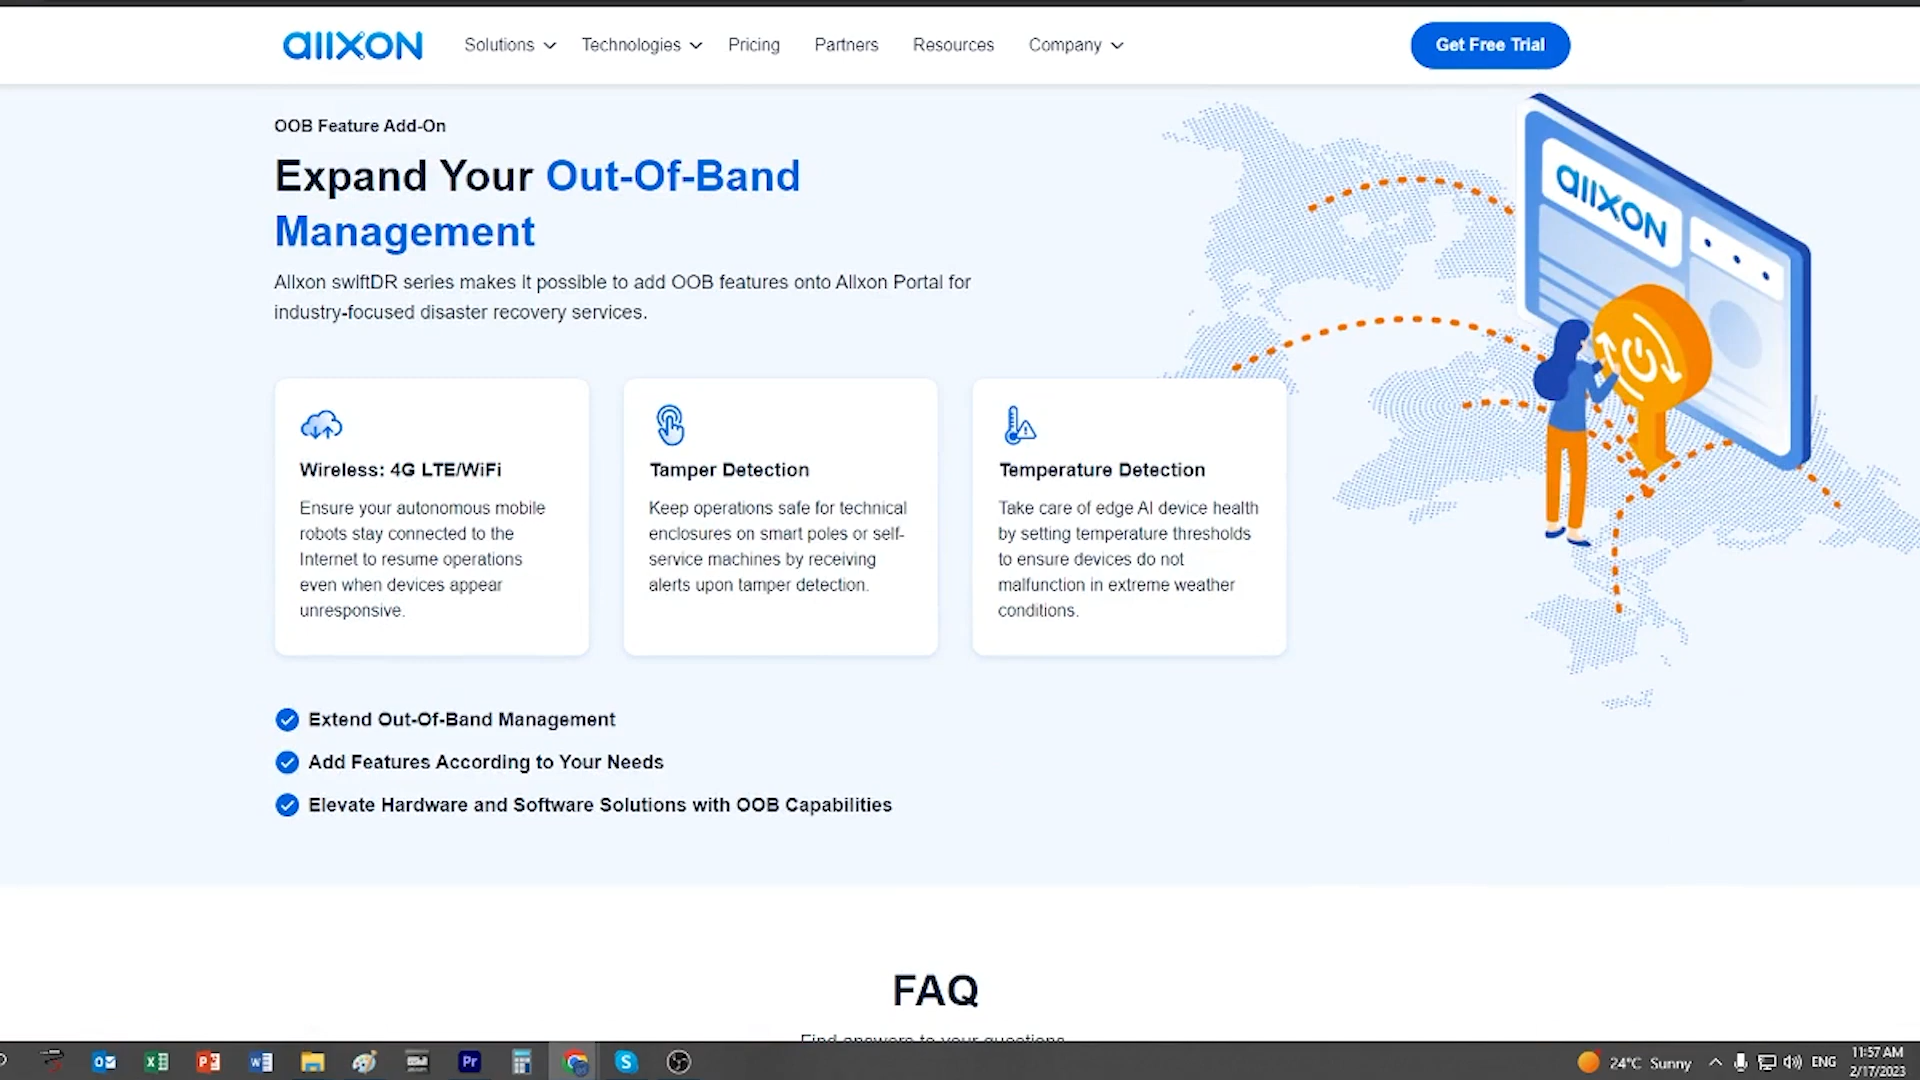 allxon
Solutions
Technologies
Pricing
Partners
Resources
Company
Get Free Trial
OOB Feature Add-On
Expand Your Out-Of-Band
Management
Allxon swiftDR series makes it possible to add OOB features onto Allxon Portal for
industry-focused disaster recovery services.
allxon
Wireless: 4G LTE/WiFi
Ensure your autonomous mobile
robots stay connected to the
Internet to resume operations
even when devices appear
unresponsive.
Tamper Detection
Keep operations safe for technical
enclosures on smart poles or self-
service machines by receiving
alerts upon tamper detection.
Temperature Detection
Take care of edge AI device health
by setting temperature thresholds
to ensure devices do not
malfunction in extreme weather
conditions.
Extend Out-Of-Band Management
Add Features According to Your Needs
Elevate Hardware and Software Solutions with OOB Capabilities
FAQ
Find answers to your questions
Pr
24°C Sunny
ENG
11:57 AM
2/17/2023